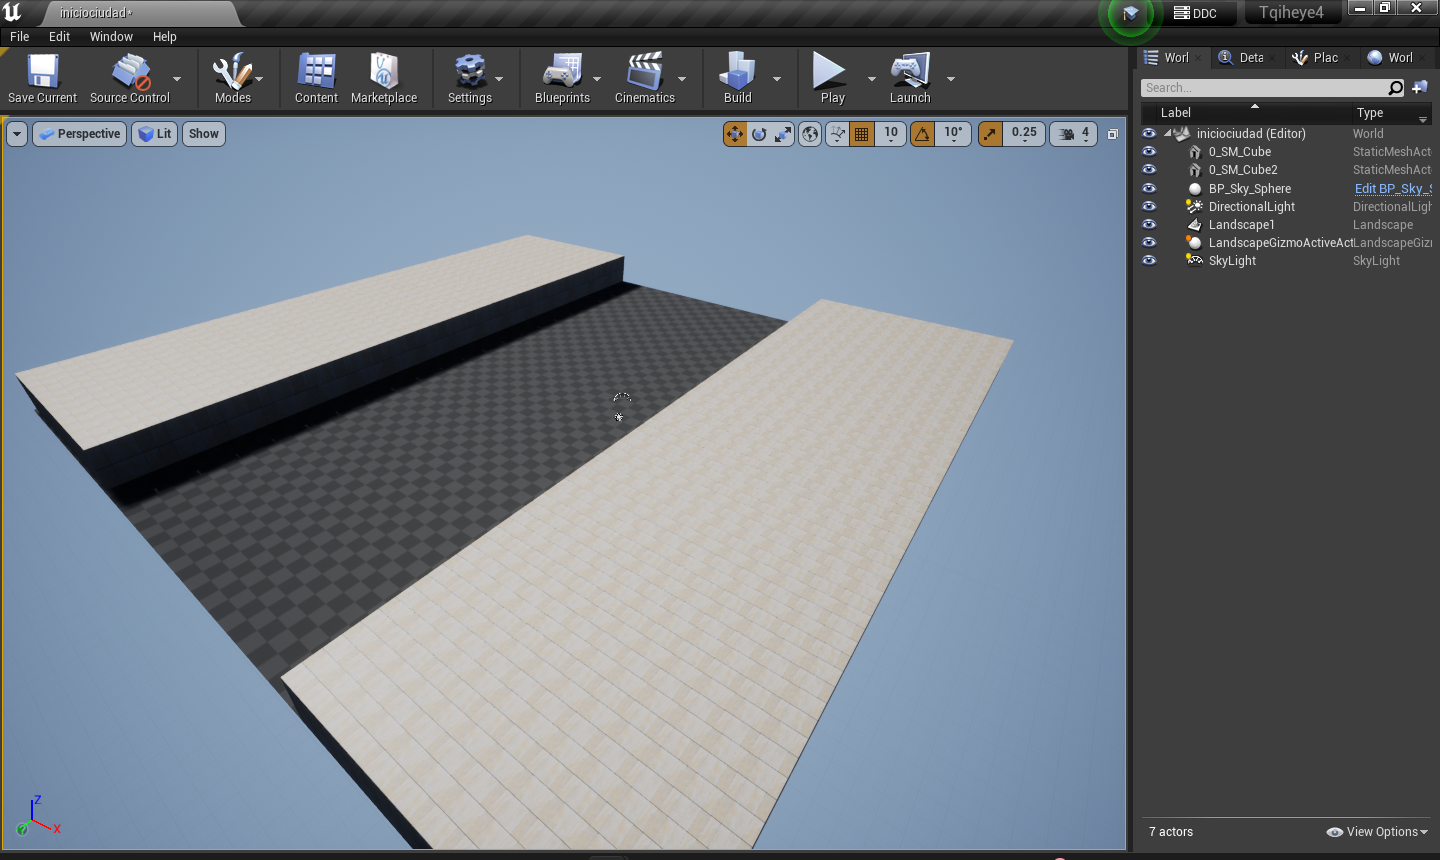 iniciociudad*
DDC
Tqiheye4
File Edit Window Help
Save Current Source Control Modes Content Marketplace Settings Blueprints Cinematics Build Play Launch
Worl Deta Plac Worl
Search...
Perspective Lit Show 10 10° 0.25 4
Label Type
iniciociudad (Editor) World
0_SM_Cube StaticMeshAct
0_SM_Cube2 StaticMeshAct
BP_Sky_Sphere Edit BP_Sky_S
DirectionalLight DirectionalLigh
Landscape1 Landscape
LandscapeGizmoActiveAct LandscapeGiz
SkyLight SkyLight
Z
X
7 actors View Options